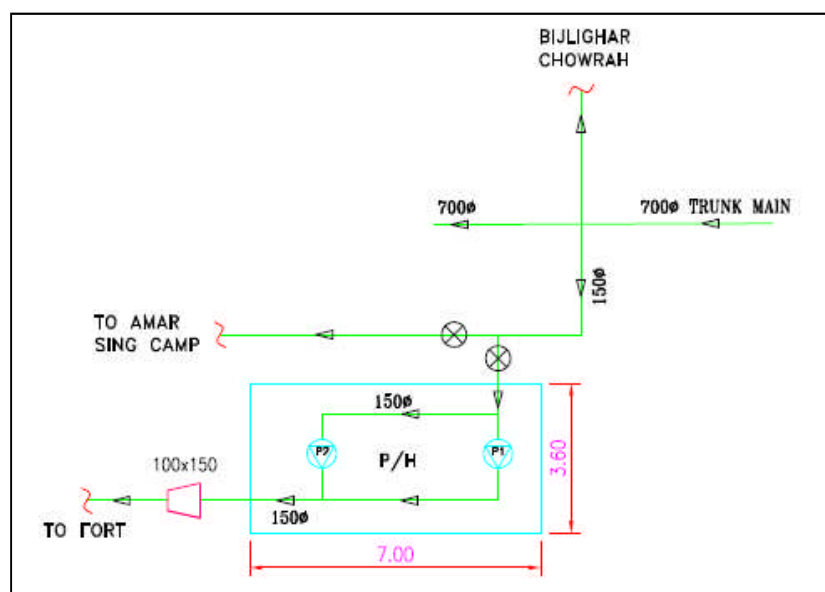 BIJLIGHAR
CHOWRAH
700ø
700ø TRUNK MAIN
150ø
TO AMAR
SING CAMP
150ø
P2
P/H
P1
3.60
100x150
150ø
TO FORT
7.00